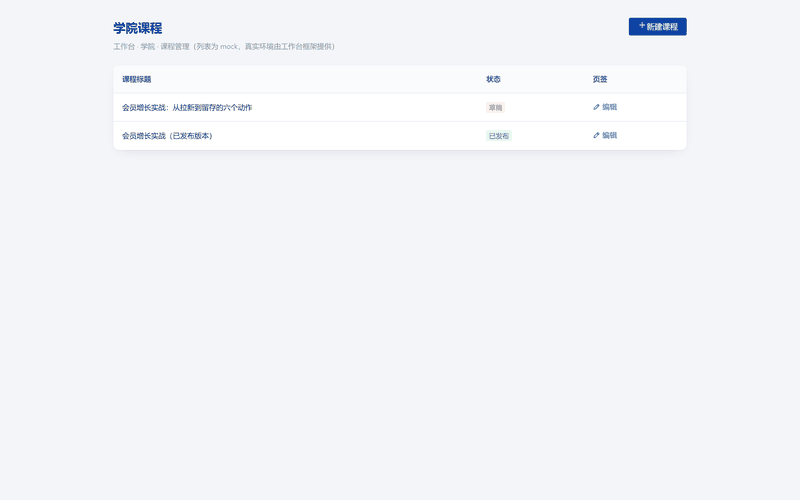 学院课程
+新建课程
工作台 · 学院 · 课程管理（列表为 mock，真实环境由工作台框架提供）
课程标题 状态 页签
会员增长实战：从拉新到留存的六个动作 草稿 编辑
会员增长实战（已发布版本） 已发布 编辑